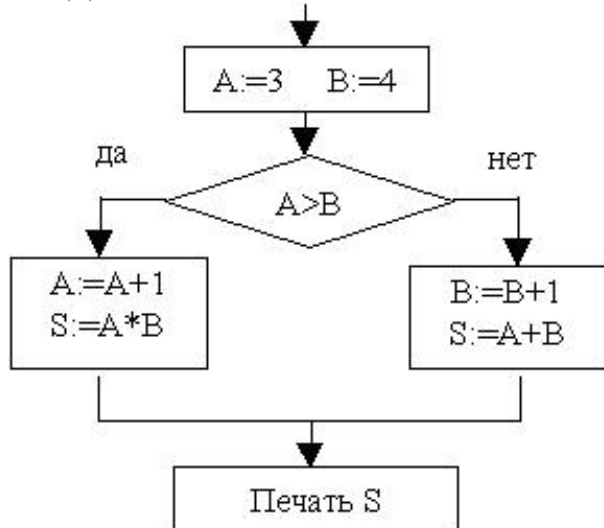 A:=3 B:=4
да
нет
A>B
A:=A+1
S:=A*B
B:=B+1
S:=A+B
Печать S